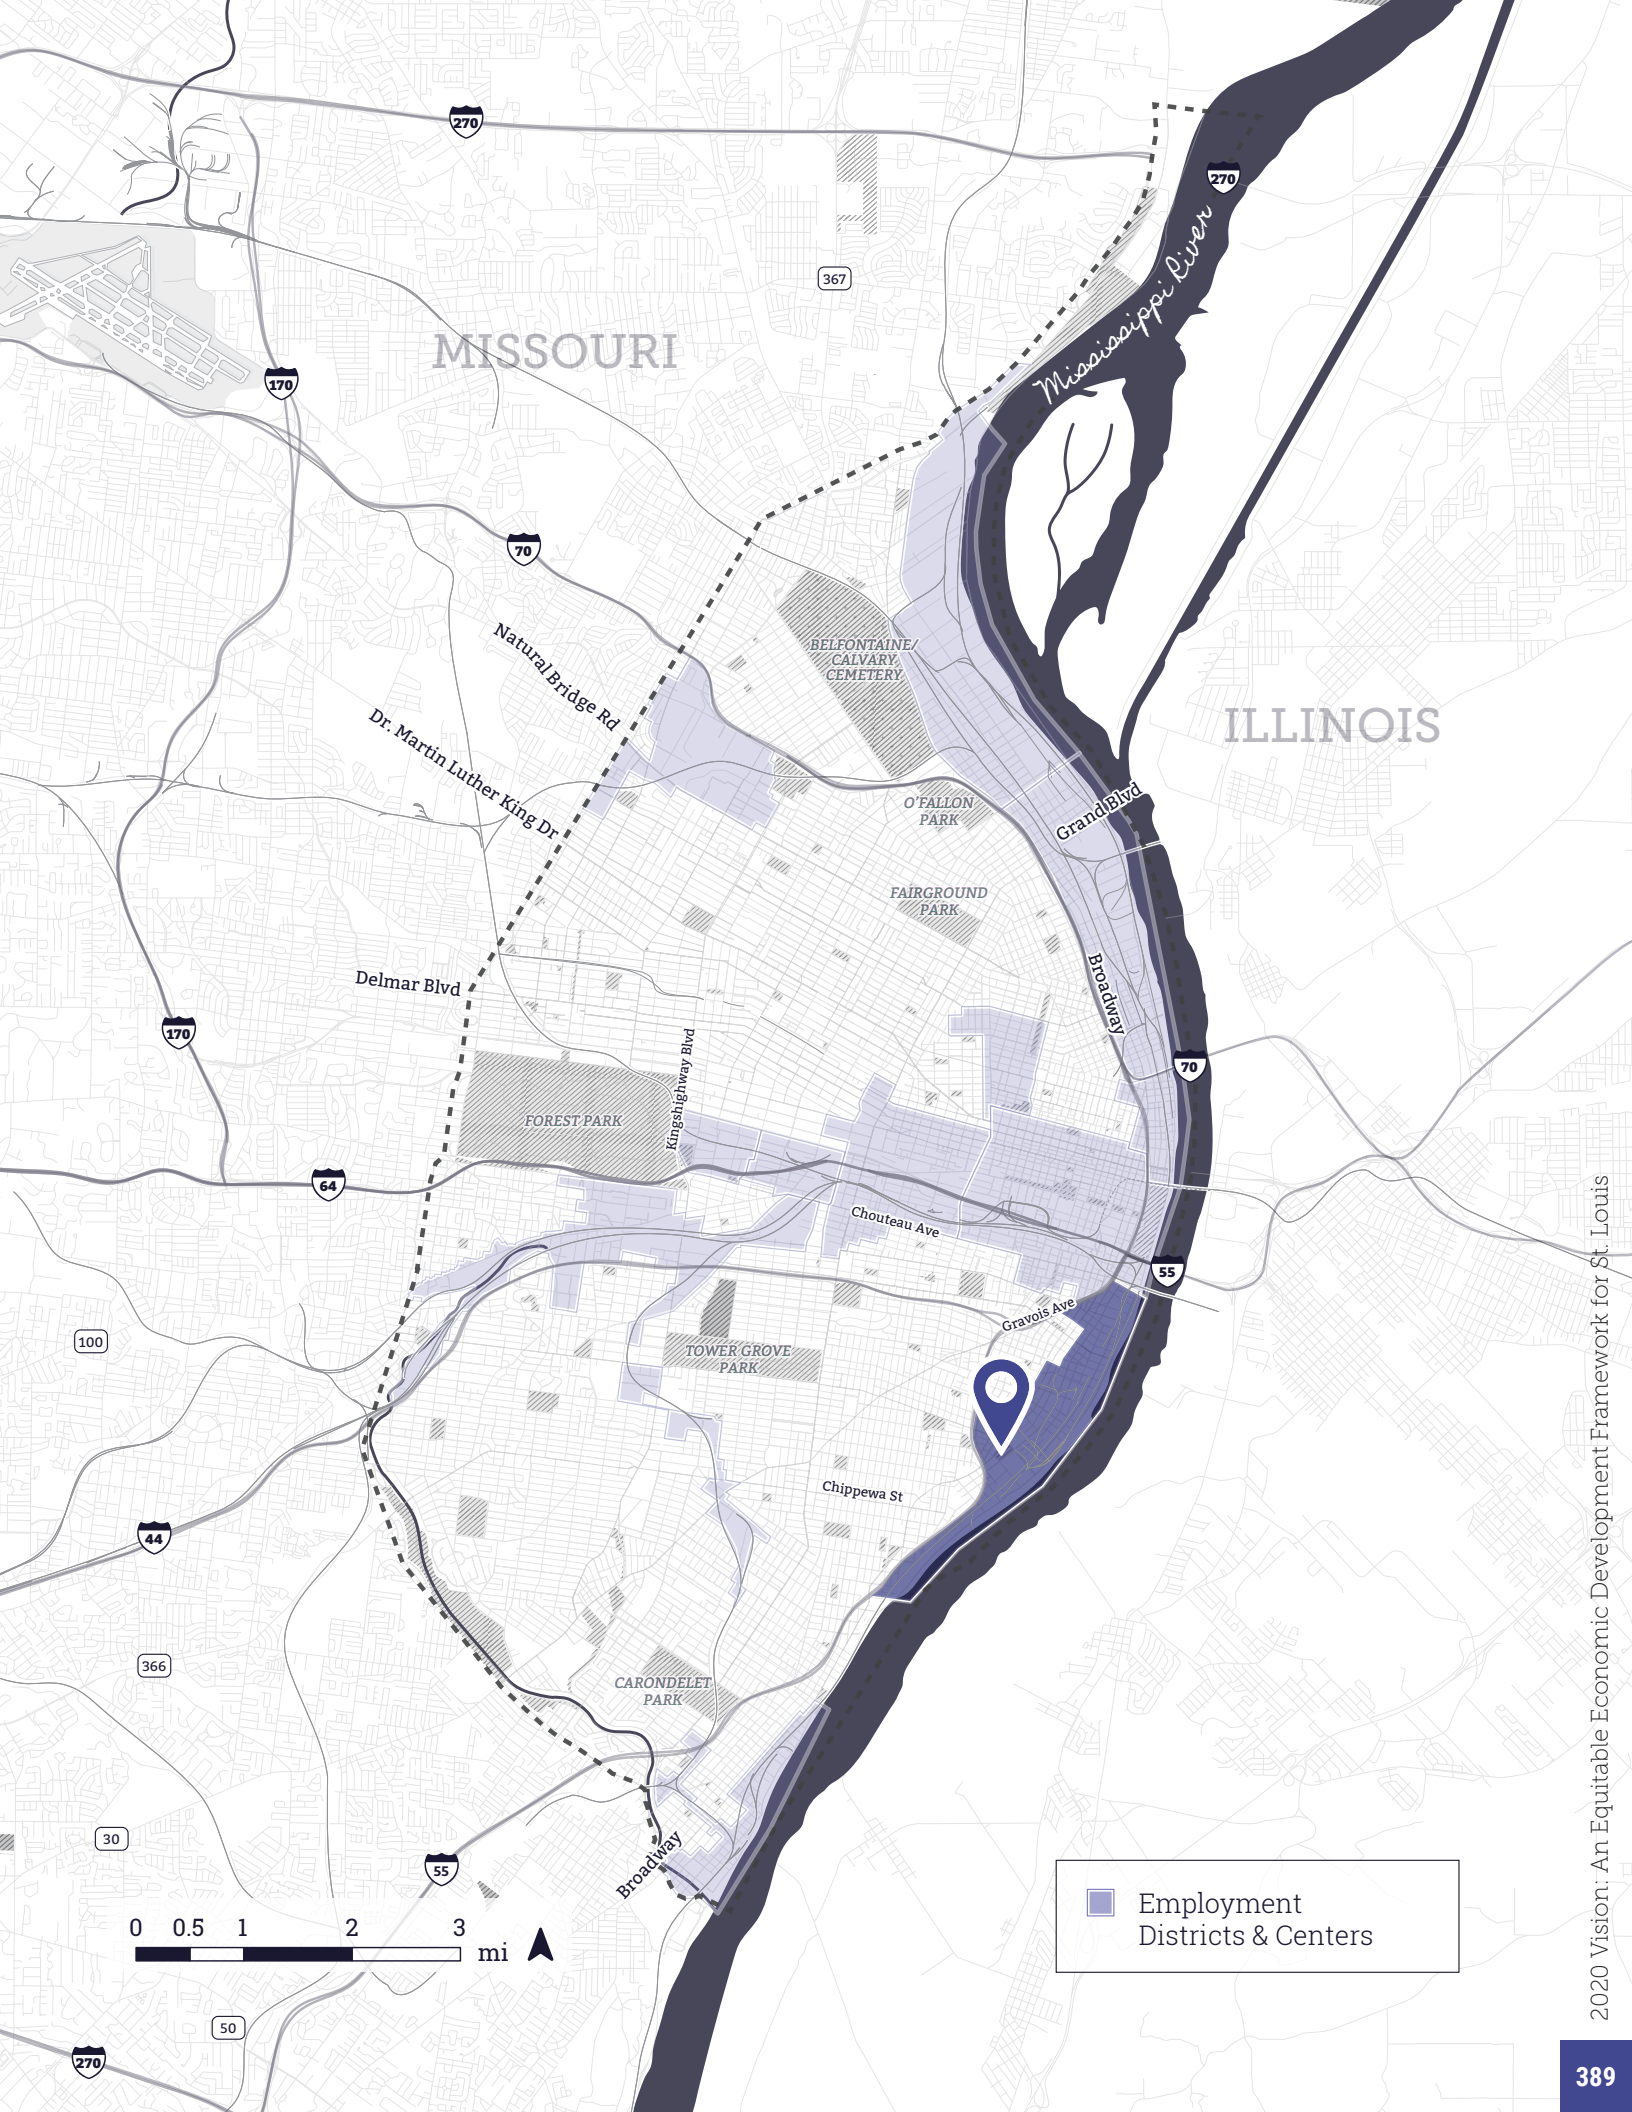 270
270
Mississippi River
367
MISSOURI
170
70
Natural Bridge Rd
BELFONTAINE/
CALVARY
CEMETERY
Dr. Martin Luther King Dr
ILLINOIS
Grand Blvd
O'FALLON
PARK
FAIRGROUND
PARK
Broadway
Delmar Blvd
170
Kingshighway Blvd
70
FOREST PARK
64
Chouteau Ave
55
Gravois Ave
100
TOWER GROVE
PARK
Chippewa St
44
366
CARONDELET
PARK
30
55
Broadway
0 0.5 1 2 3
mi
50
270
Employment
Districts & Centers
2020 Vision: An Equitable Economic Development Framework for St. Louis
389